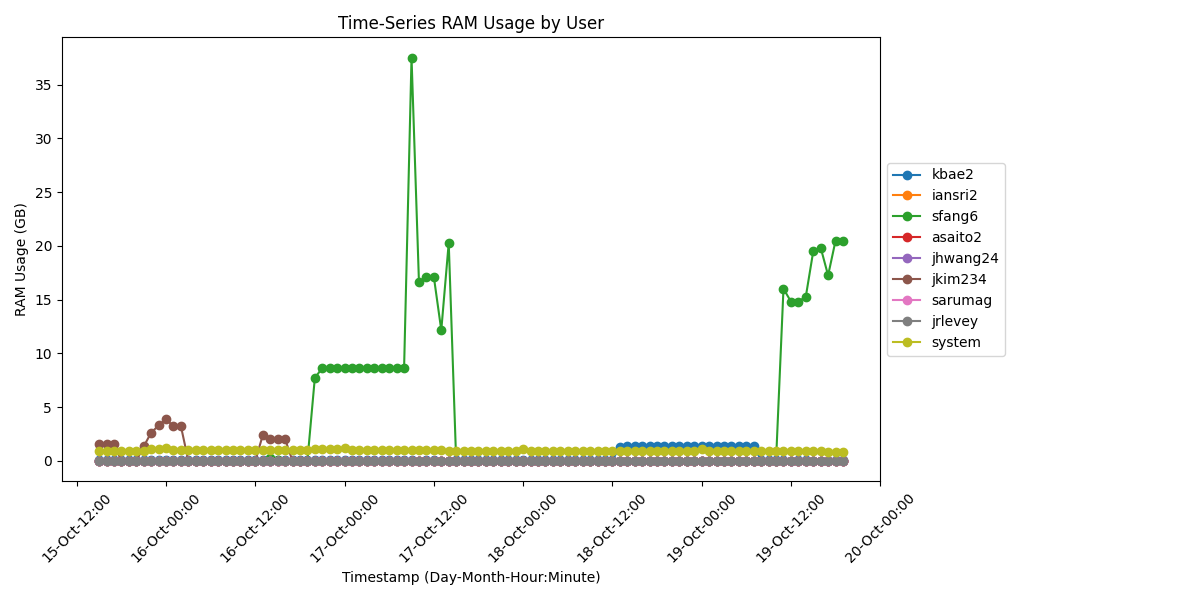 Time-Series RAM Usage by User
RAM Usage (GB)
35
30
25
20
15
10
5
0
15-Oct-12:00
16-Oct-00:00
16-Oct-12:00
17-Oct-00:00
17-Oct-12:00
18-Oct-00:00
18-Oct-12:00
19-Oct-00:00
19-Oct-12:00
20-Oct-00:00
Timestamp (Day-Month-Hour:Minute)
kbae2
iansri2
sfang6
asaito2
jhwang24
jkim234
sarumag
jrlevey
system